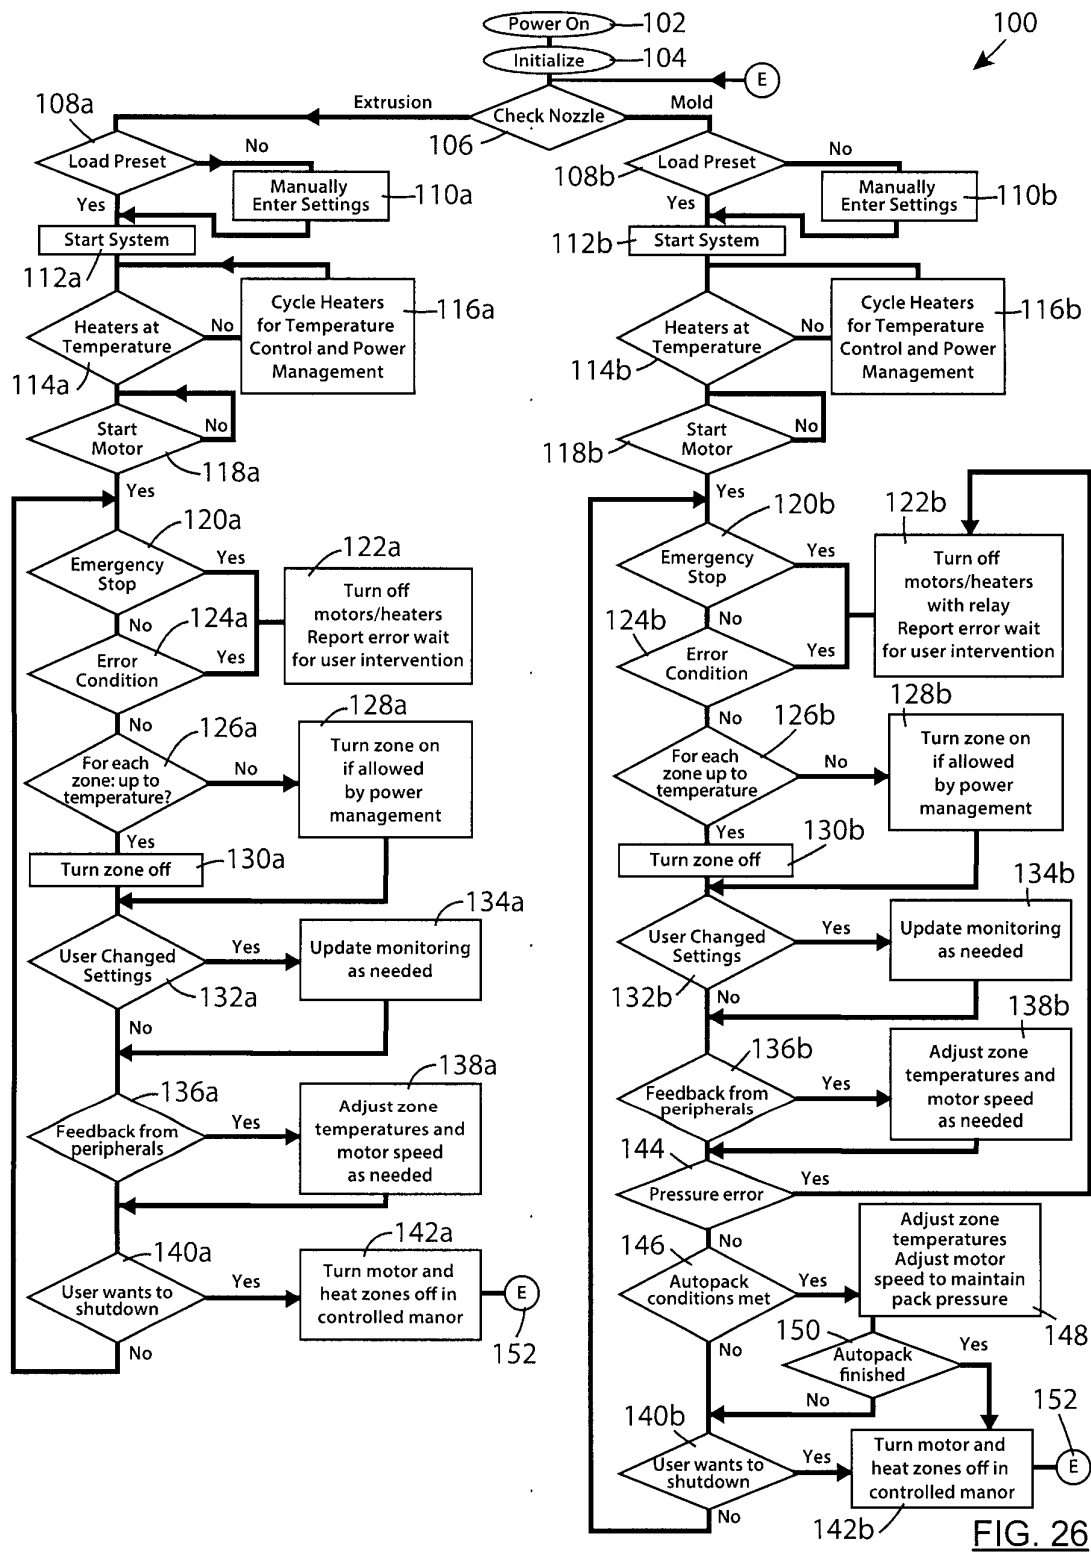 Power On
102
100
Initialize
104
E
Extrusion
Check Nozzle
Mold
106
108a
Load Preset
No
Manually
Enter Settings
110a
Yes
Start System
112a
Cycle Heaters
for Temperature
Control and Power
Management
116a
Heaters at
Temperature
No
114a
Start
Motor
No
118a
Yes
120a
Emergency
Stop
Yes
122a
Turn off
motors/heaters
Report error wait
for user intervention
No
124a
Error
Condition
Yes
No
126a
128a
For each
zone: up to
temperature?
No
Turn zone on
if allowed
by power
management
Yes
Turn zone off
130a
134a
User Changed
Settings
Yes
Update monitoring
as needed
132a
No
136a
138a
Feedback from
peripherals
Yes
Adjust zone
temperatures and
motor speed
as needed
140a
142a
User wants to
shutdown
Yes
Turn motor and
heat zones off in
controlled manor
E
152
No
Load Preset
108b
No
Manually
Enter Settings
110b
Yes
Start System
112b
Cycle Heaters
for Temperature
Control and Power
Management
116b
Heaters at
Temperature
No
114b
Start
Motor
No
118b
Yes
120b
122b
Emergency
Stop
Yes
Turn off
motors/heaters
with relay
Report error wait
for user intervention
No
124b
Error
Condition
Yes
No
126b
128b
For each
zone up to
temperature
No
Turn zone on
if allowed
by power
management
Yes
Turn zone off
130b
134b
User Changed
Settings
Yes
Update monitoring
as needed
132b
No
136b
138b
Feedback from
peripherals
Yes
Adjust zone
temperatures and
motor speed
as needed
144
Pressure error
Yes
No
146
Autopack
conditions met
Yes
Adjust zone
temperatures
Adjust motor
speed to maintain
pack pressure
148
No
150
Autopack
finished
Yes
No
140b
152
User wants to
shutdown
Yes
Turn motor and
heat zones off in
controlled manor
E
No
142b
FIG. 26